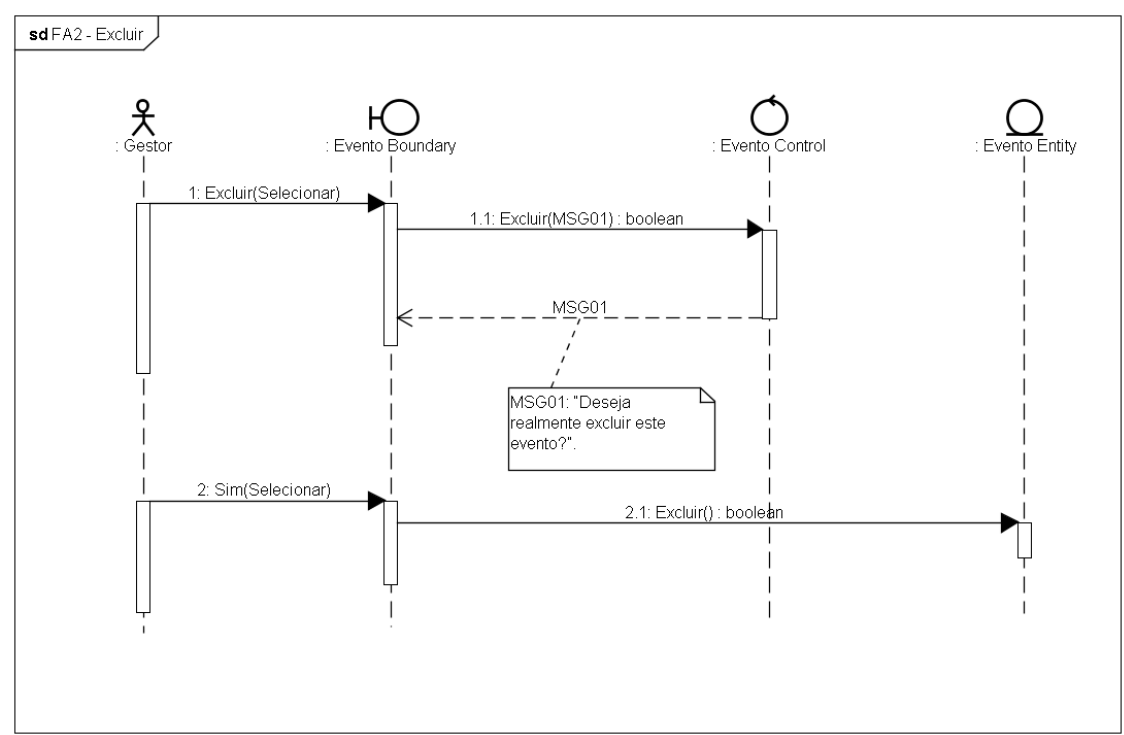 sd FA2 - Excluir
: Gestor
: Evento Boundary
: Evento Control
: Evento Entity
1: Excluir(Selecionar)
1.1: Excluir(MSG01) : boolean
MSG01
MSG01: "Deseja
realmente excluir este
evento?".
2: Sim(Selecionar)
2.1: Excluir() : boolean